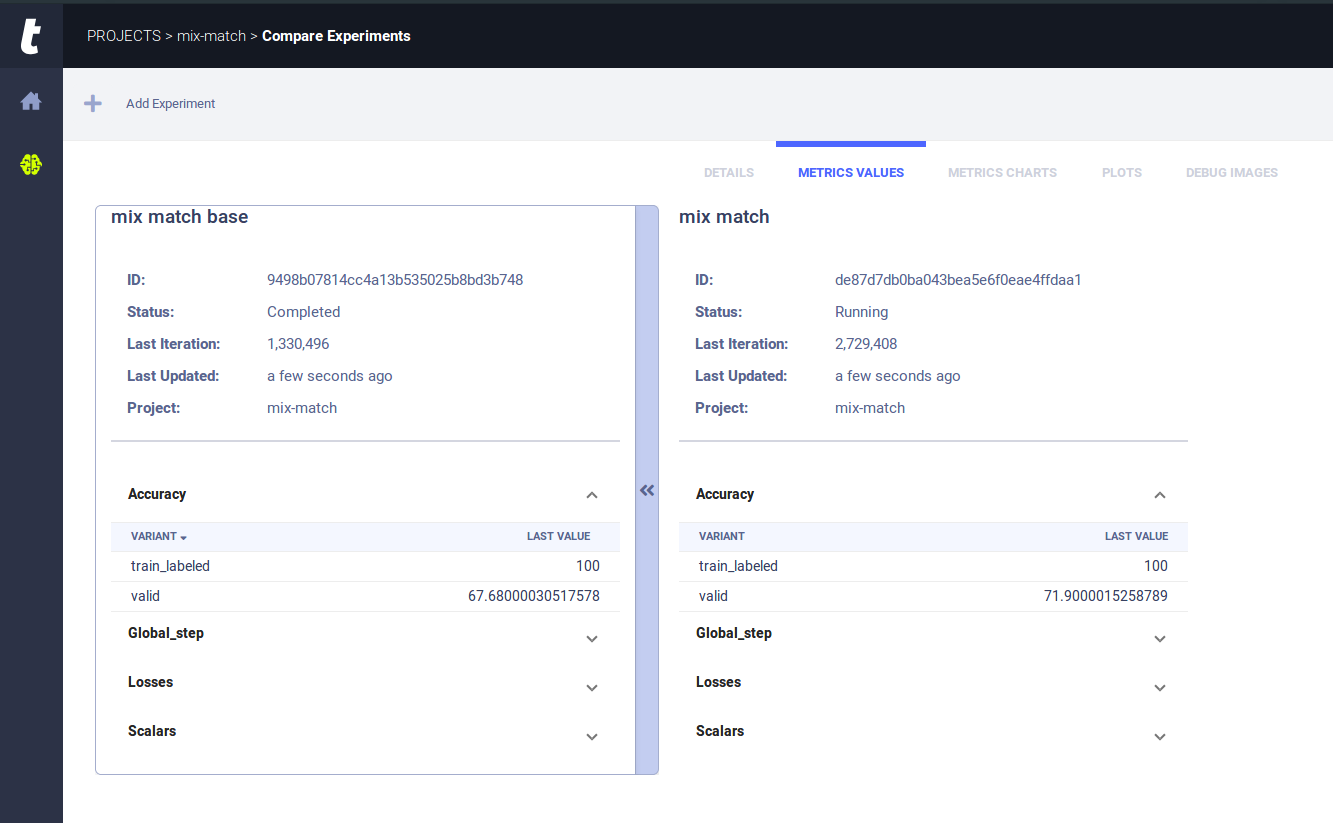 t
PROJECTS > mix-match > Compare Experiments
Add Experiment
DETAILS METRICS VALUES METRICS CHARTS PLOTS DEBUG IMAGES
mix match base
ID: 9498b07814cc4a13b535025b8bd3b748
Status: Completed
Last Iteration: 1,330,496
Last Updated: a few seconds ago
Project: mix-match
Accuracy
VARIANT LAST VALUE
train_labeled 100
valid 67.68000030517578
Global_step
Losses
Scalars
mix match
ID: de87d7db0ba043bea5e6f0eae4ffdaa1
Status: Running
Last Iteration: 2,729,408
Last Updated: a few seconds ago
Project: mix-match
Accuracy
VARIANT LAST VALUE
train_labeled 100
valid 71.9000015258789
Global_step
Losses
Scalars